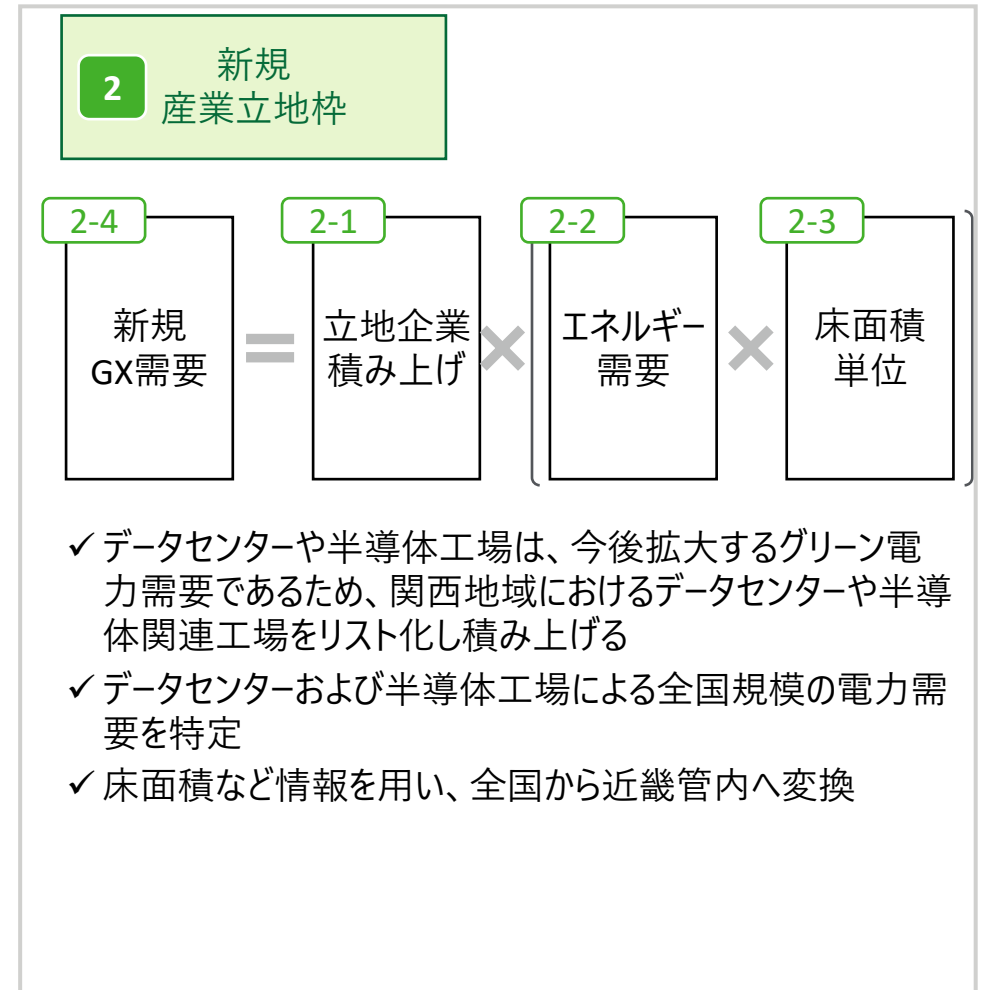 2
新規
産業立地枠
2-4
2-1
2-2
2-3
新規
GX需要
=
立地企業
積み上げ
×
エネルギー
需要
×
床面積
単位
✓データセンターや半導体工場は、今後拡大するグリーン電
力需要であるため、関西地域におけるデータセンターや半導
体関連工場をリスト化し積み上げる
✓データセンターおよび半導体工場による全国規模の電力需
要を特定
✓床面積など情報を用い、全国から近畿管内へ変換